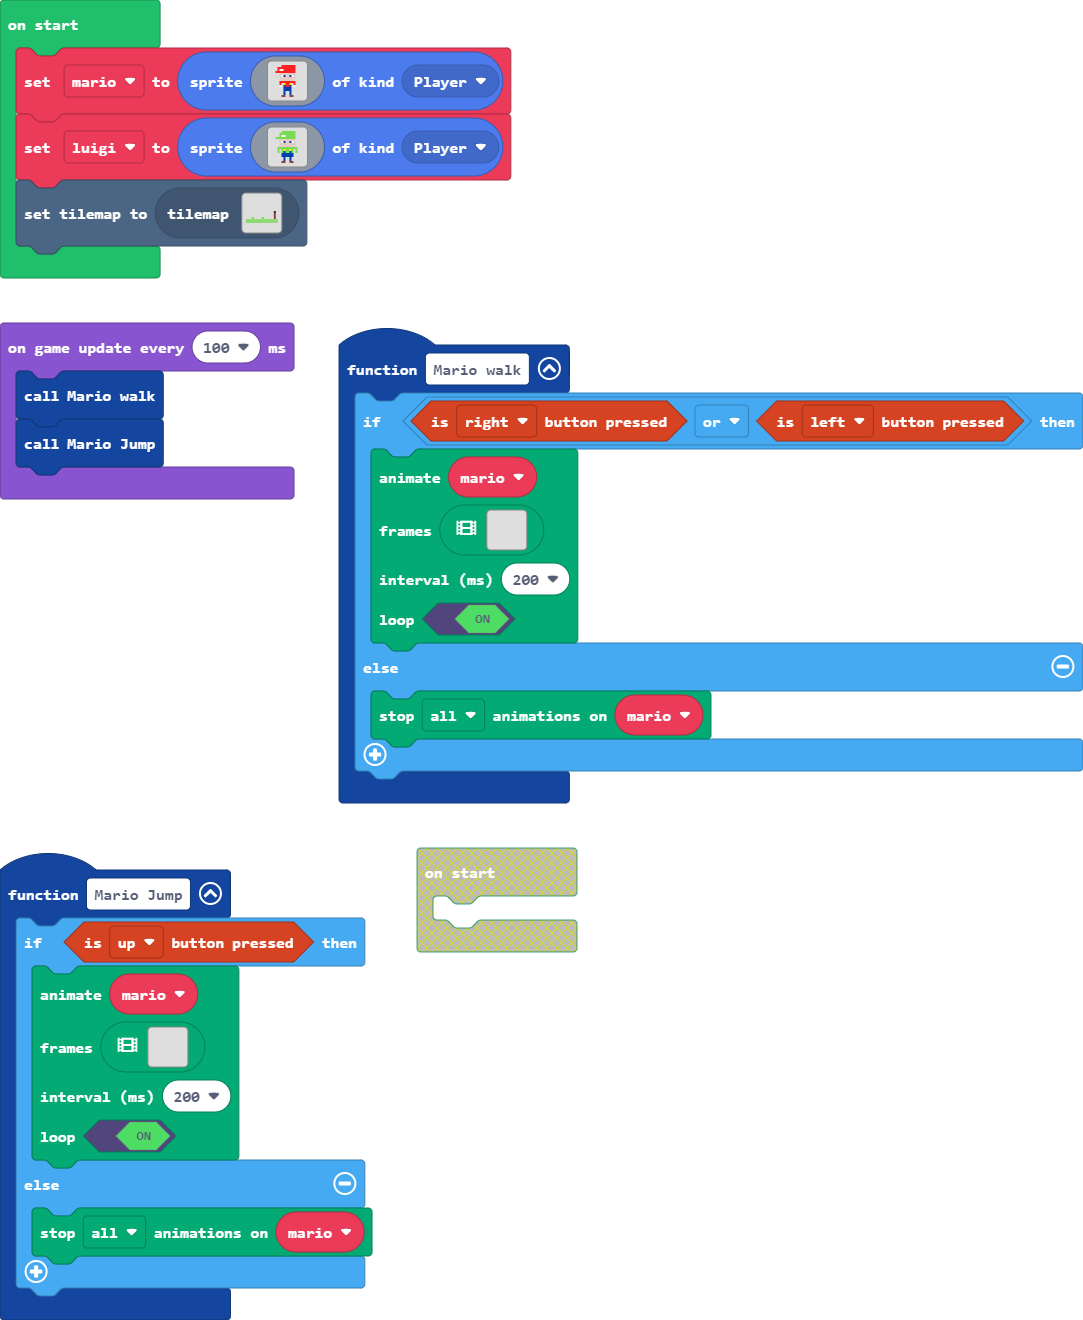 on start
set mario to sprite of kind Player
set luigi to sprite of kind Player
set tilemap to tilemap
on game update every 100 ms
call Mario walk
call Mario Jump
function Mario walk
if is right button pressed or is left button pressed then
animate mario
frames
interval (ms) 200
loop ON
else
stop all animations on mario
function Mario Jump
if is up button pressed then
animate mario
frames
interval (ms) 200
loop ON
else
stop all animations on mario
on start